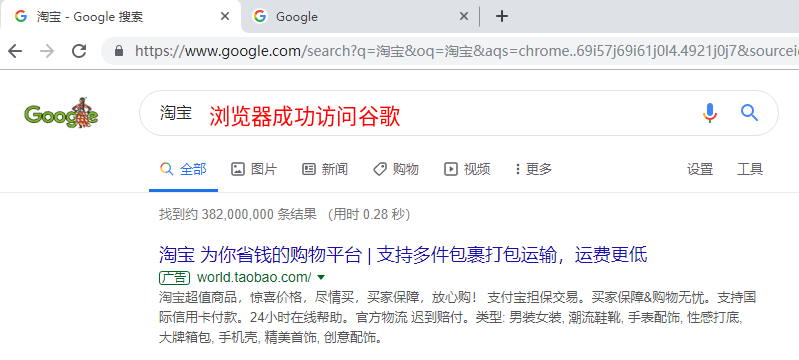 淘宝 - Google 搜索
Google
https://www.google.com/search?q=淘宝&oq=淘宝&aqs=chrome..69i57j69i61j0l4.4921j0j7&sourceid
Google
淘宝 浏览器成功访问谷歌
全部 图片 新闻 购物 视频 更多 设置 工具
找到约 382,000,000 条结果 （用时 0.28 秒）
淘宝 为你省钱的购物平台 | 支持多件包裹打包运输，运费更低
广告 world.taobao.com/
淘宝超值商品，惊喜价格，尽情买，买家保障，放心购！ 支付宝担保交易。买家保障&购物无忧。支持国
际信用卡付款。24小时在线帮助。官方物流 迟到赔付。类型: 男装女装, 潮流鞋靴, 手表配饰, 性感打底,
大牌箱包, 手机壳, 精美首饰, 创意配饰。